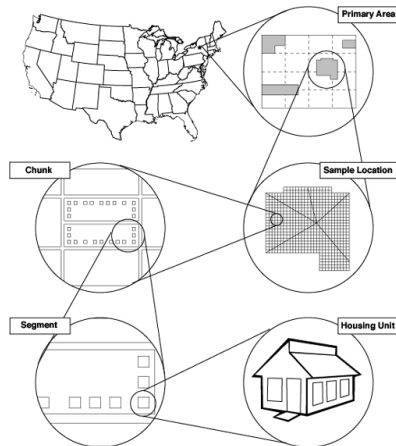 Primary Area
Chunk
Sample Location
Segment
Housing Unit